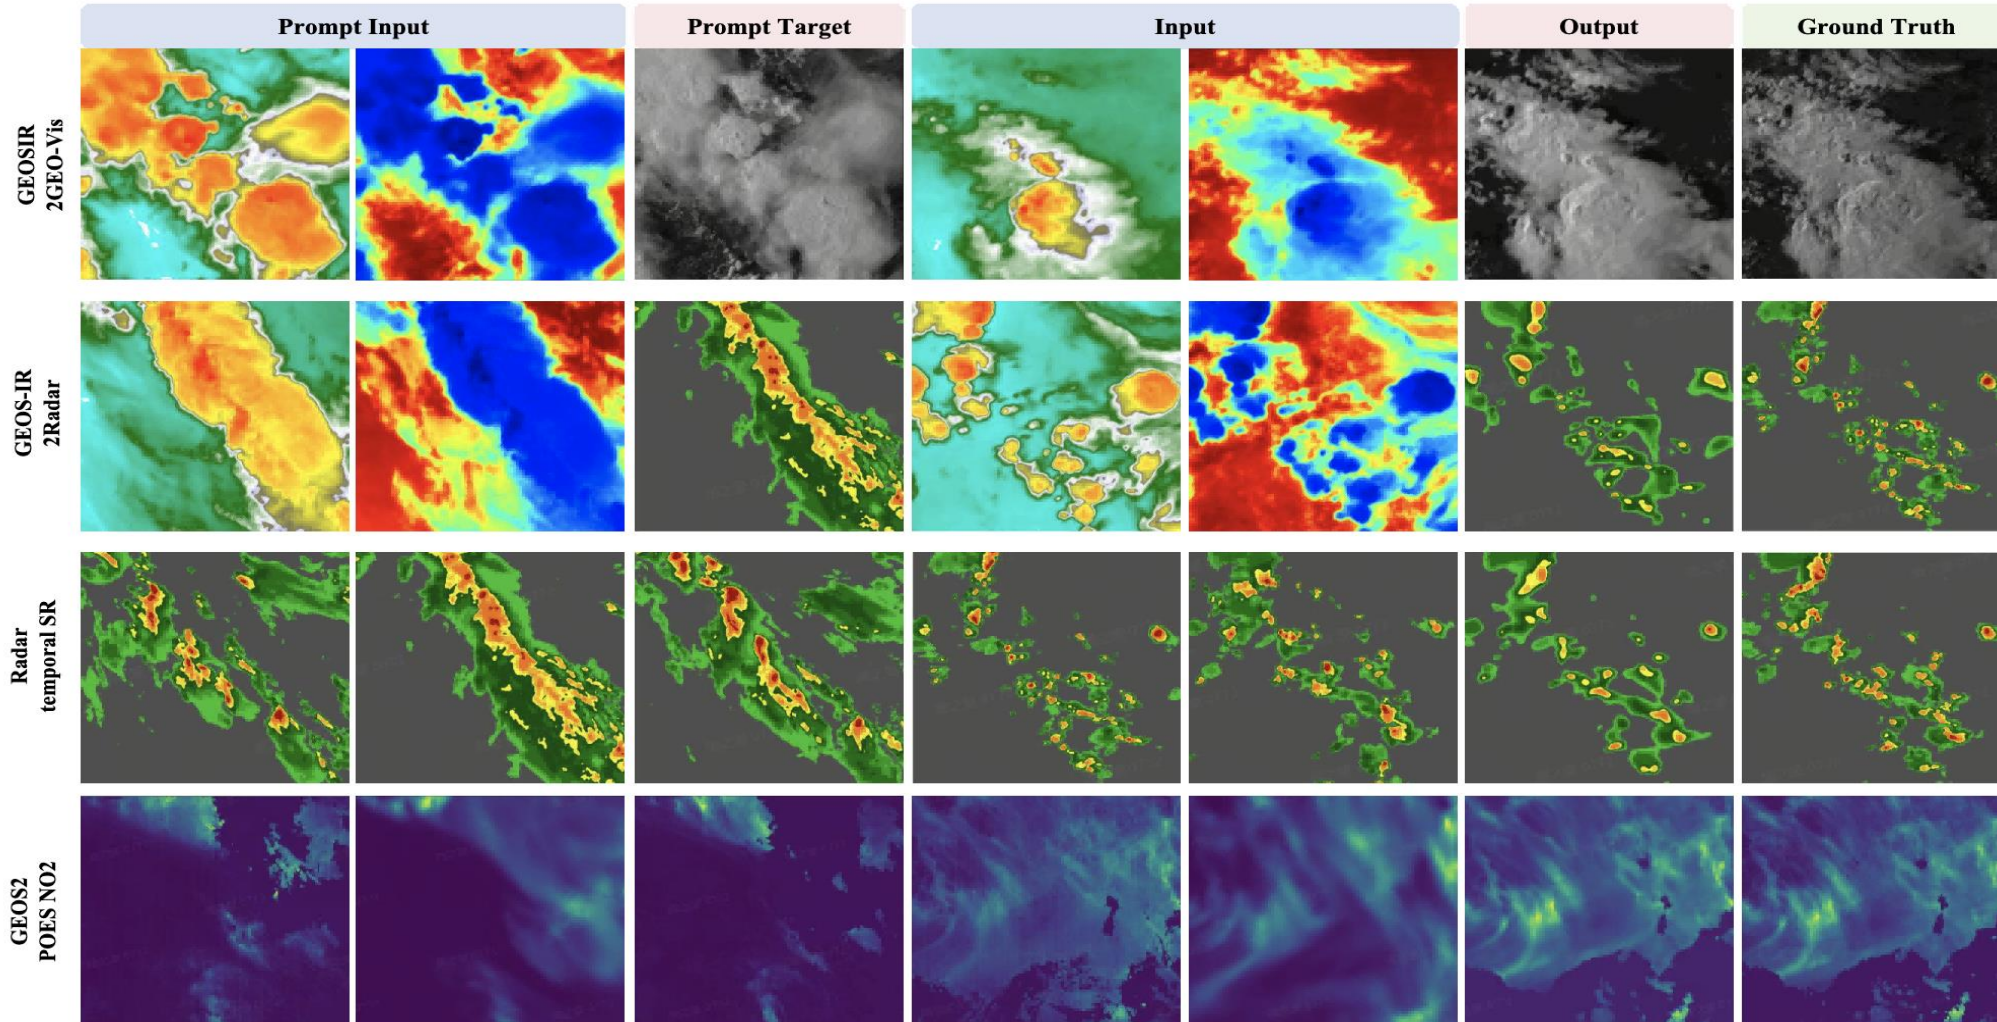 Prompt Input
Prompt Target
Input
Output
Ground Truth
GEOSIR
2GEO-Vis
GEOS-IR
2Radar
Radar
temporal SR
GEOS2
POES NO2